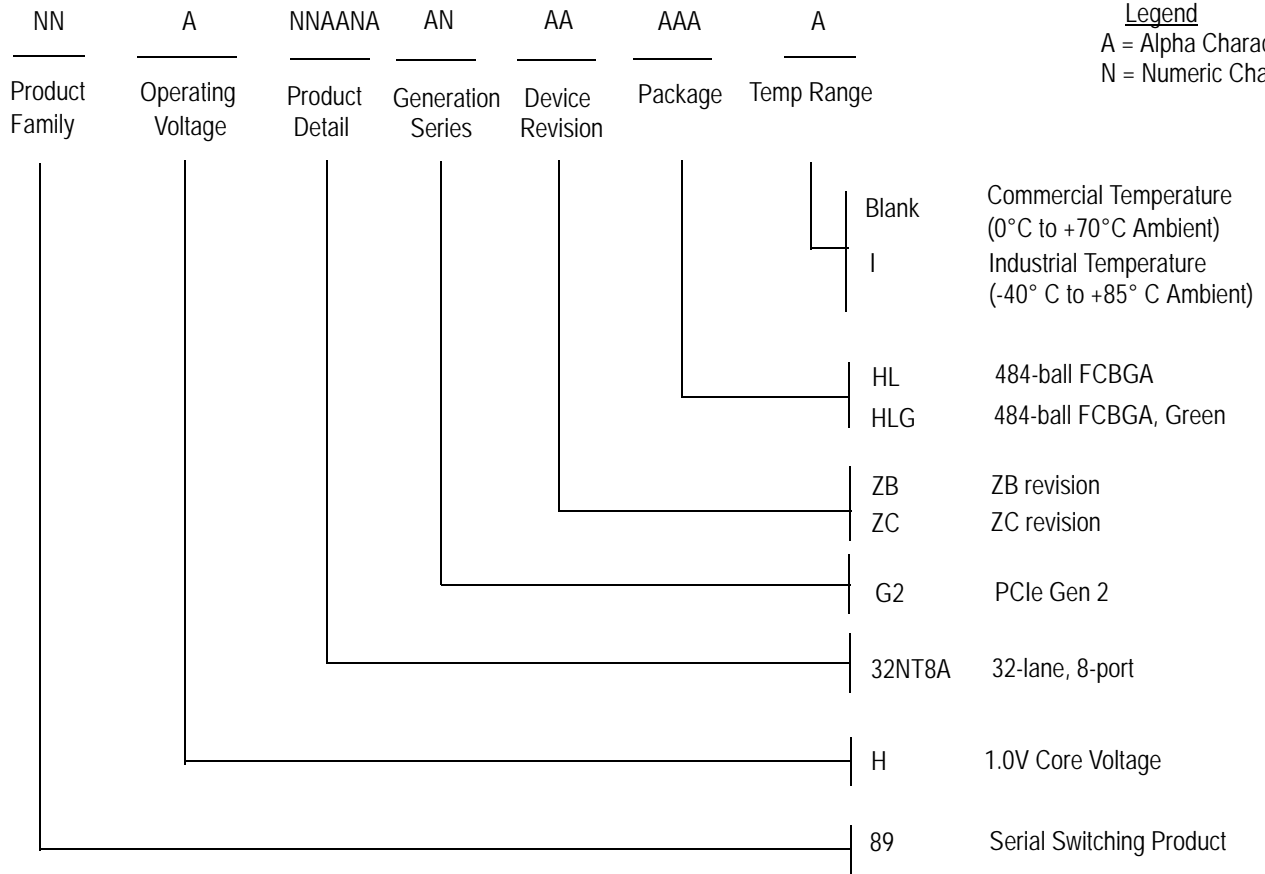 NN A NNAANA AN AA AAA A
Legend
A = Alpha
N = Numeric
Product Family
Operating Voltage
Product Detail
Generation Series
Device Revision
Package
Temp Range
Blank Commercial Temperature
(0°C to +70°C Ambient)
I Industrial Temperature
(-40° C to +85° C Ambient)
HL 484-ball FCBGA
HLG 484-ball FCBGA, Green
ZB ZB revision
ZC ZC revision
G2 PCIe Gen 2
32NT8A 32-lane, 8-port
H 1.0V Core Voltage
89 Serial Switching Product